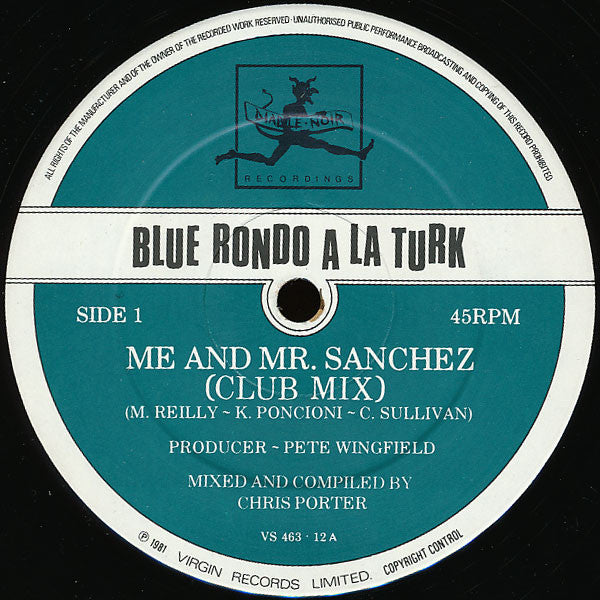 ALL RIGHTS OF THE MANUFACTURER AND OF THE OWNER OF THE RECORDED WORK RESERVED · UNAUTHORISED PUBLIC PERFORMANCE BROADCASTING AND COPYING OF THIS RECORD PROHIBITED
DIABLE · NOIR
RECORDINGS
BLUE RONDO A LA TURK
SIDE 1
45RPM
ME AND MR. SANCHEZ
(CLUB MIX)
(M. REILLY ~ K. PONCIONI ~ C. SULLIVAN)
PRODUCER ~ PETE WINGFIELD
MIXED AND COMPILED BY
CHRIS PORTER
VS 463 · 12 A
℗ 1981 VIRGIN RECORDS LIMITED. COPYRIGHT CONTROL